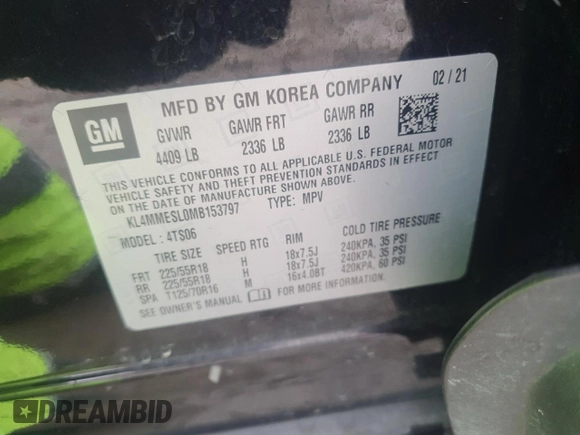 GM
MFD BY GM KOREA COMPANY 02 / 21
GVWR GAWR FRT GAWR RR
4409 LB 2336 LB 2336 LB
THIS VEHICLE CONFORMS TO ALL APPLICABLE U.S. FEDERAL MOTOR
VEHICLE SAFETY AND THEFT PREVENTION STANDARDS IN EFFECT
ON THE DATE OF MANUFACTURE SHOWN ABOVE.
KL4MMESL0MB153797 TYPE: MPV
MODEL: 4TS06
TIRE SIZE SPEED RTG RIM COLD TIRE PRESSURE
FRT 225/55R18 H 18x7.5J 240KPA, 35 PSI
RR 225/55R18 H 18x7.5J 240KPA, 35 PSI
SPA T125/70R16 M 16x4.0BT 420KPA, 60 PSI
SEE OWNER'S MANUAL FOR MORE INFORMATION.
DREAMBID